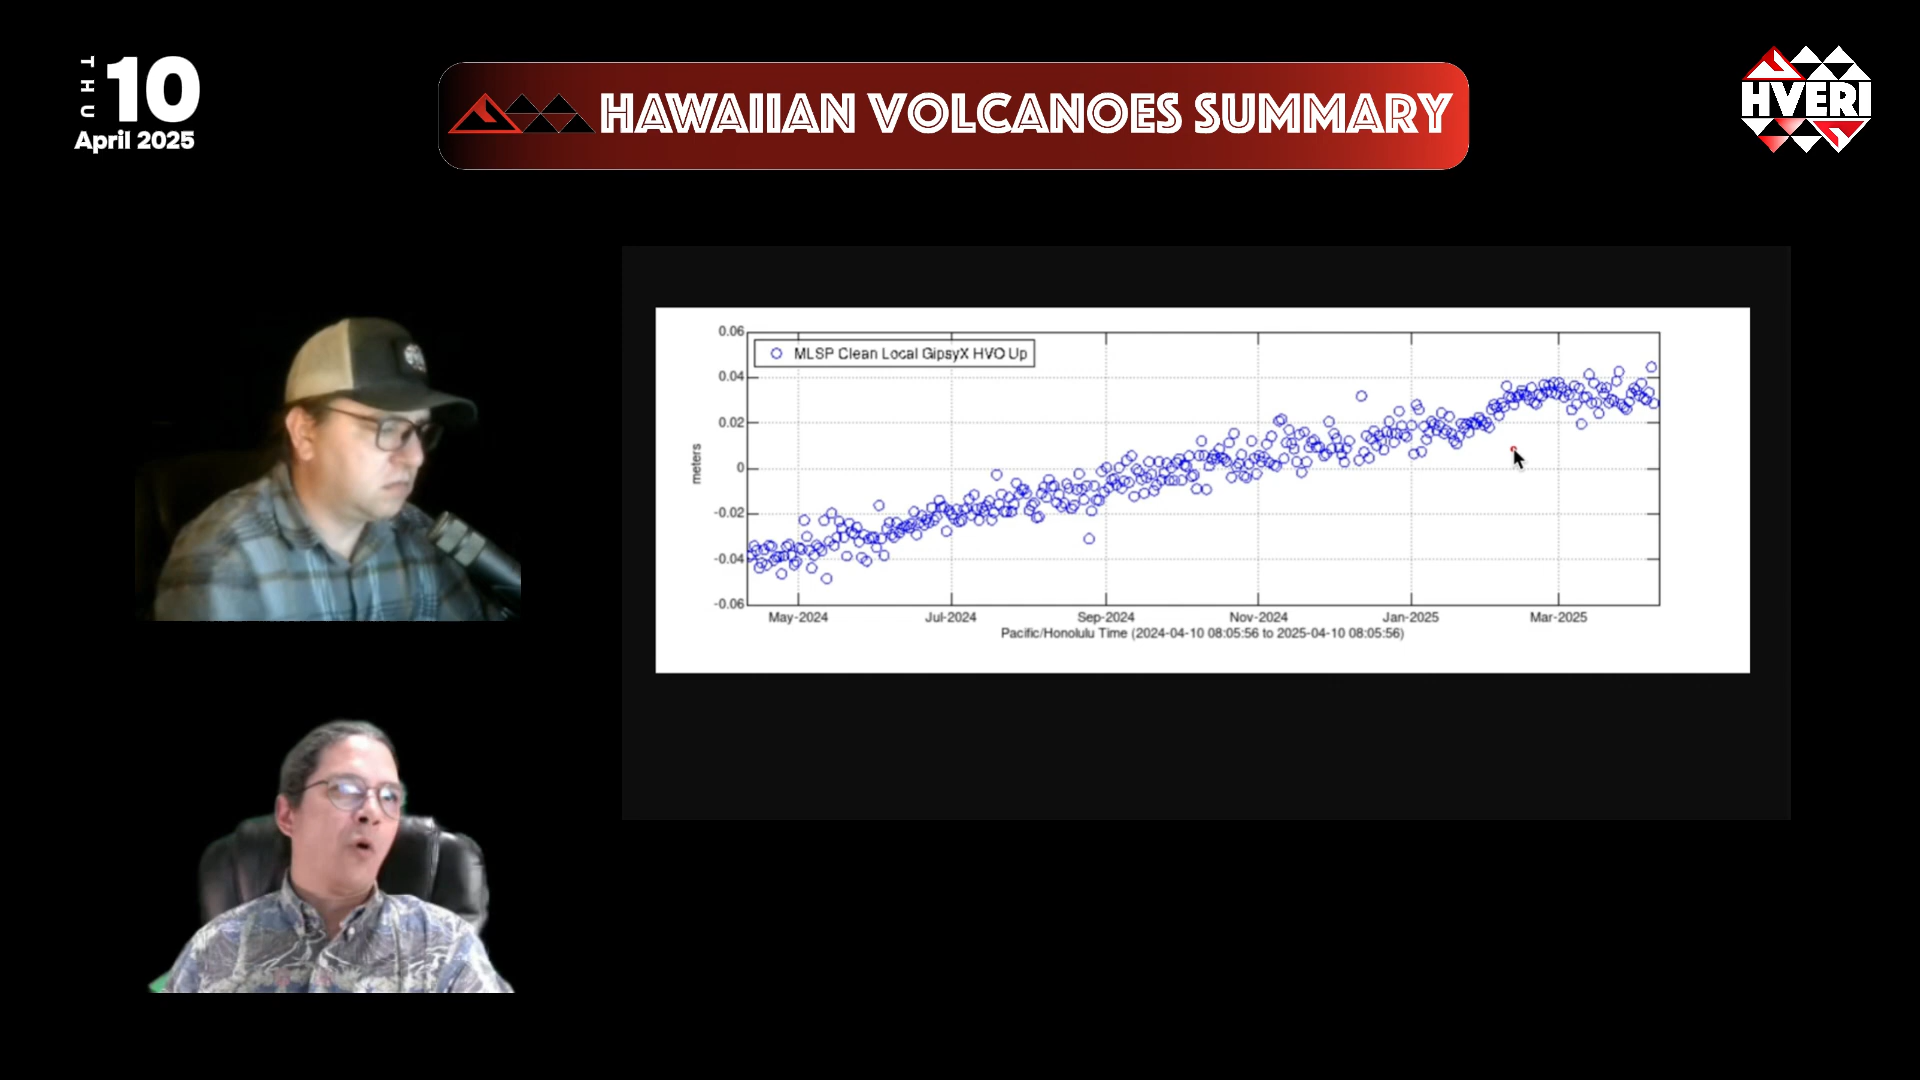 THU
10
April 2025
HAWAIIAN VOLCANOES SUMMARY
HVERI
0.06
0.04
0.02
0
-0.02
-0.04
-0.06
meters
MLSP Clean Local GipsyX HVO Up
May-2024 Jul-2024 Sep-2024 Nov-2024 Jan-2025 Mar-2025
Pacific/Honolulu Time (2024-04-10 08:05:56 to 2025-04-10 08:05:56)